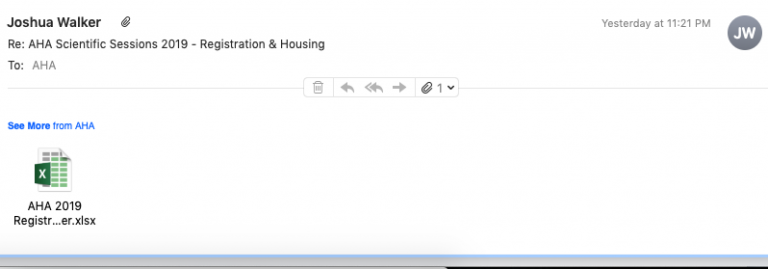 Joshua Walker
Yesterday at 11:21 PM
JW
Re: AHA Scientific Sessions 2019 - Registration & Housing
To: AHA
1
See More from AHA
X
AHA 2019
Registr...er.xlsx